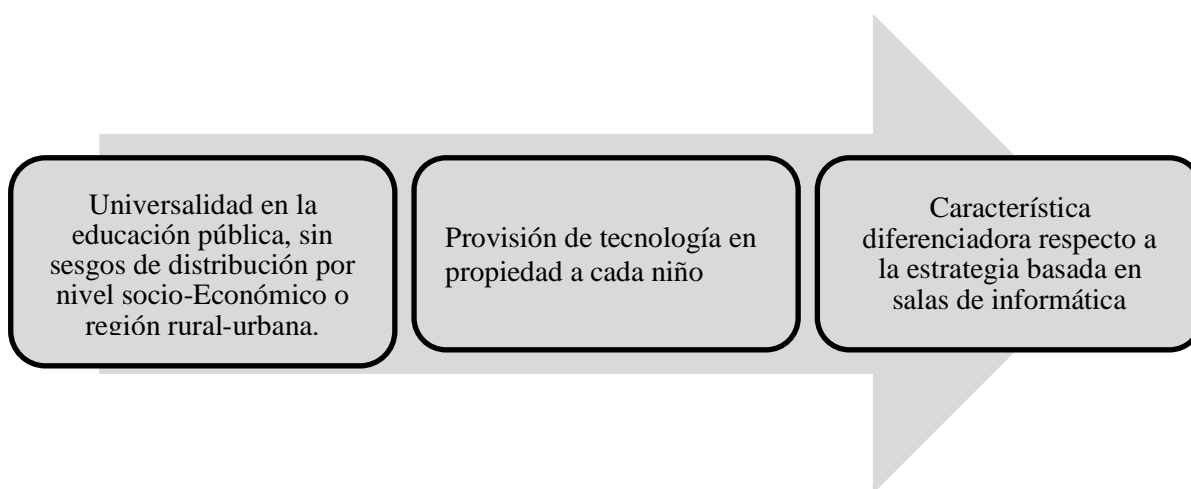 Universalidad en la
educación pública, sin
sesgos de distribución por
nivel socio-Económico o
región rural-urbana.
Provisión de tecnología en
propiedad a cada niño
Característica
diferenciadora respecto a
la estrategia basada en
salas de informática